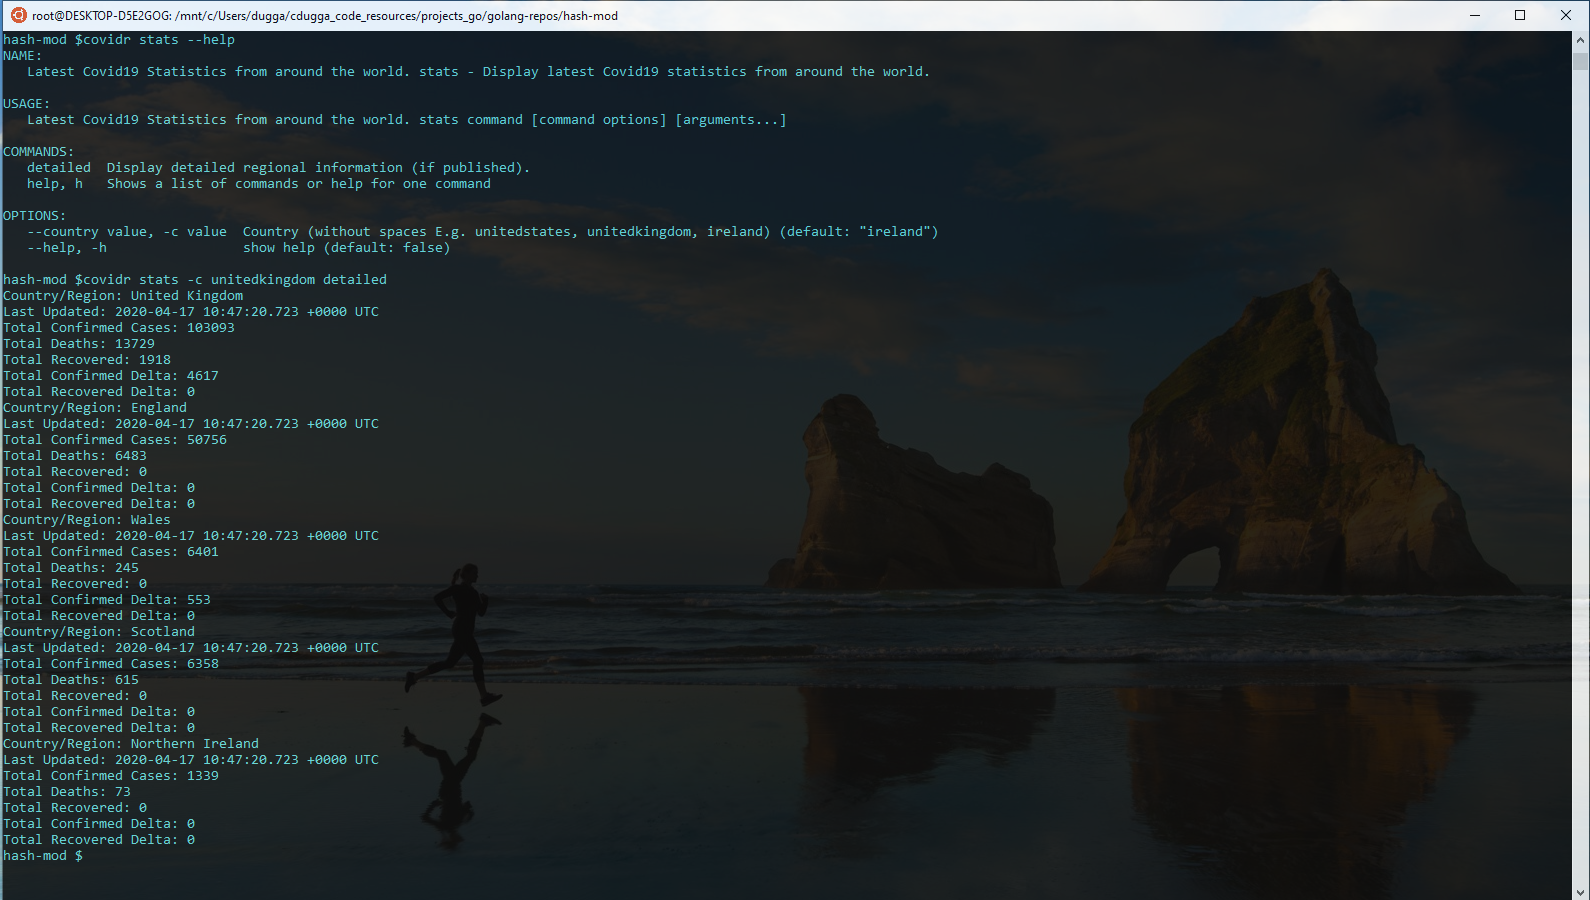 root@DESKTOP-D5E2GOG: /mnt/c/Users/dugga/cdugga_code_resources/projects_go/golang-repos/hash-mod
hash-mod $covidr stats --help
NAME:
   Latest Covid19 Statistics from around the world. stats - Display latest Covid19 statistics from around the world.

USAGE:
   Latest Covid19 Statistics from around the world. stats command [command options] [arguments...]

COMMANDS:
   detailed  Display detailed regional information (if published).
   help, h   Shows a list of commands or help for one command

OPTIONS:
   --country value, -c value  Country (without spaces E.g. unitedstates, unitedkingdom, ireland) (default: "ireland")
   --help, -h                 show help (default: false)

hash-mod $covidr stats -c unitedkingdom detailed
Country/Region: United Kingdom
Last Updated: 2020-04-17 10:47:20.723 +0000 UTC
Total Confirmed Cases: 103093
Total Deaths: 13729
Total Recovered: 1918
Total Confirmed Delta: 4617
Total Recovered Delta: 0
Country/Region: England
Last Updated: 2020-04-17 10:47:20.723 +0000 UTC
Total Confirmed Cases: 50756
Total Deaths: 6483
Total Recovered: 0
Total Confirmed Delta: 0
Total Recovered Delta: 0
Country/Region: Wales
Last Updated: 2020-04-17 10:47:20.723 +0000 UTC
Total Confirmed Cases: 6401
Total Deaths: 245
Total Recovered: 0
Total Confirmed Delta: 553
Total Recovered Delta: 0
Country/Region: Scotland
Last Updated: 2020-04-17 10:47:20.723 +0000 UTC
Total Confirmed Cases: 6358
Total Deaths: 615
Total Recovered: 0
Total Confirmed Delta: 0
Total Recovered Delta: 0
Country/Region: Northern Ireland
Last Updated: 2020-04-17 10:47:20.723 +0000 UTC
Total Confirmed Cases: 1339
Total Deaths: 73
Total Recovered: 0
Total Confirmed Delta: 0
Total Recovered Delta: 0
hash-mod $